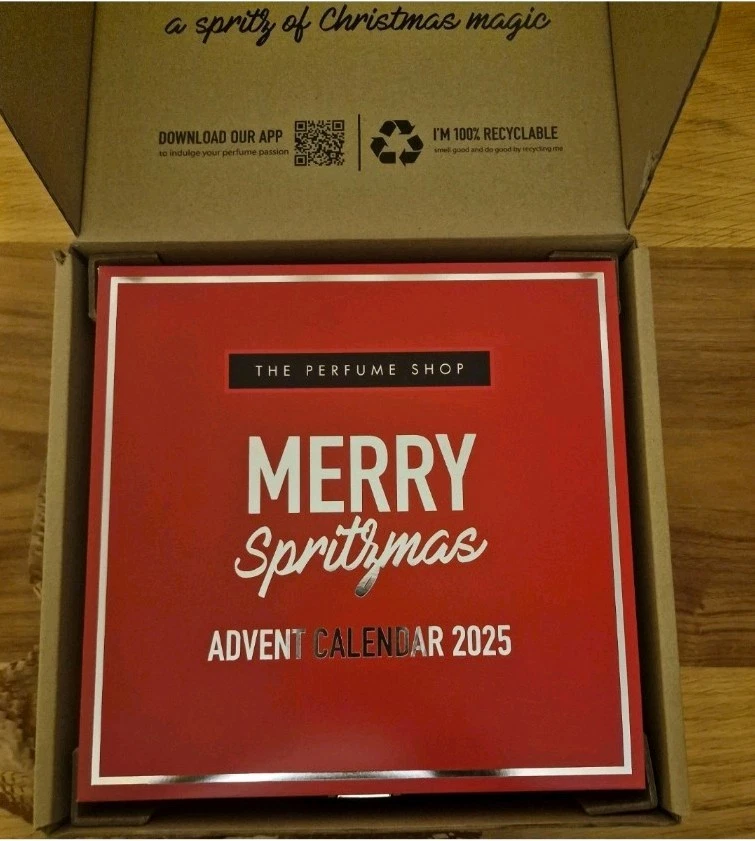 a spritz of Christmas magic
DOWNLOAD OUR APP
to indulge your perfume passion
I'M 100% RECYCLABLE
smell good and do good by recycling me
THE PERFUME SHOP
MERRY
Spritzmas
ADVENT CALENDAR 2025